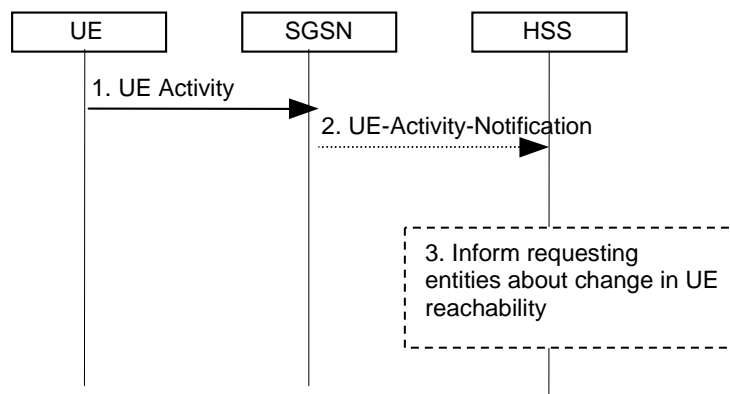 UE
SGSN
HSS
1. UE Activity
2. UE-Activity-Notification
3. Inform requesting
entities about change in UE
reachability